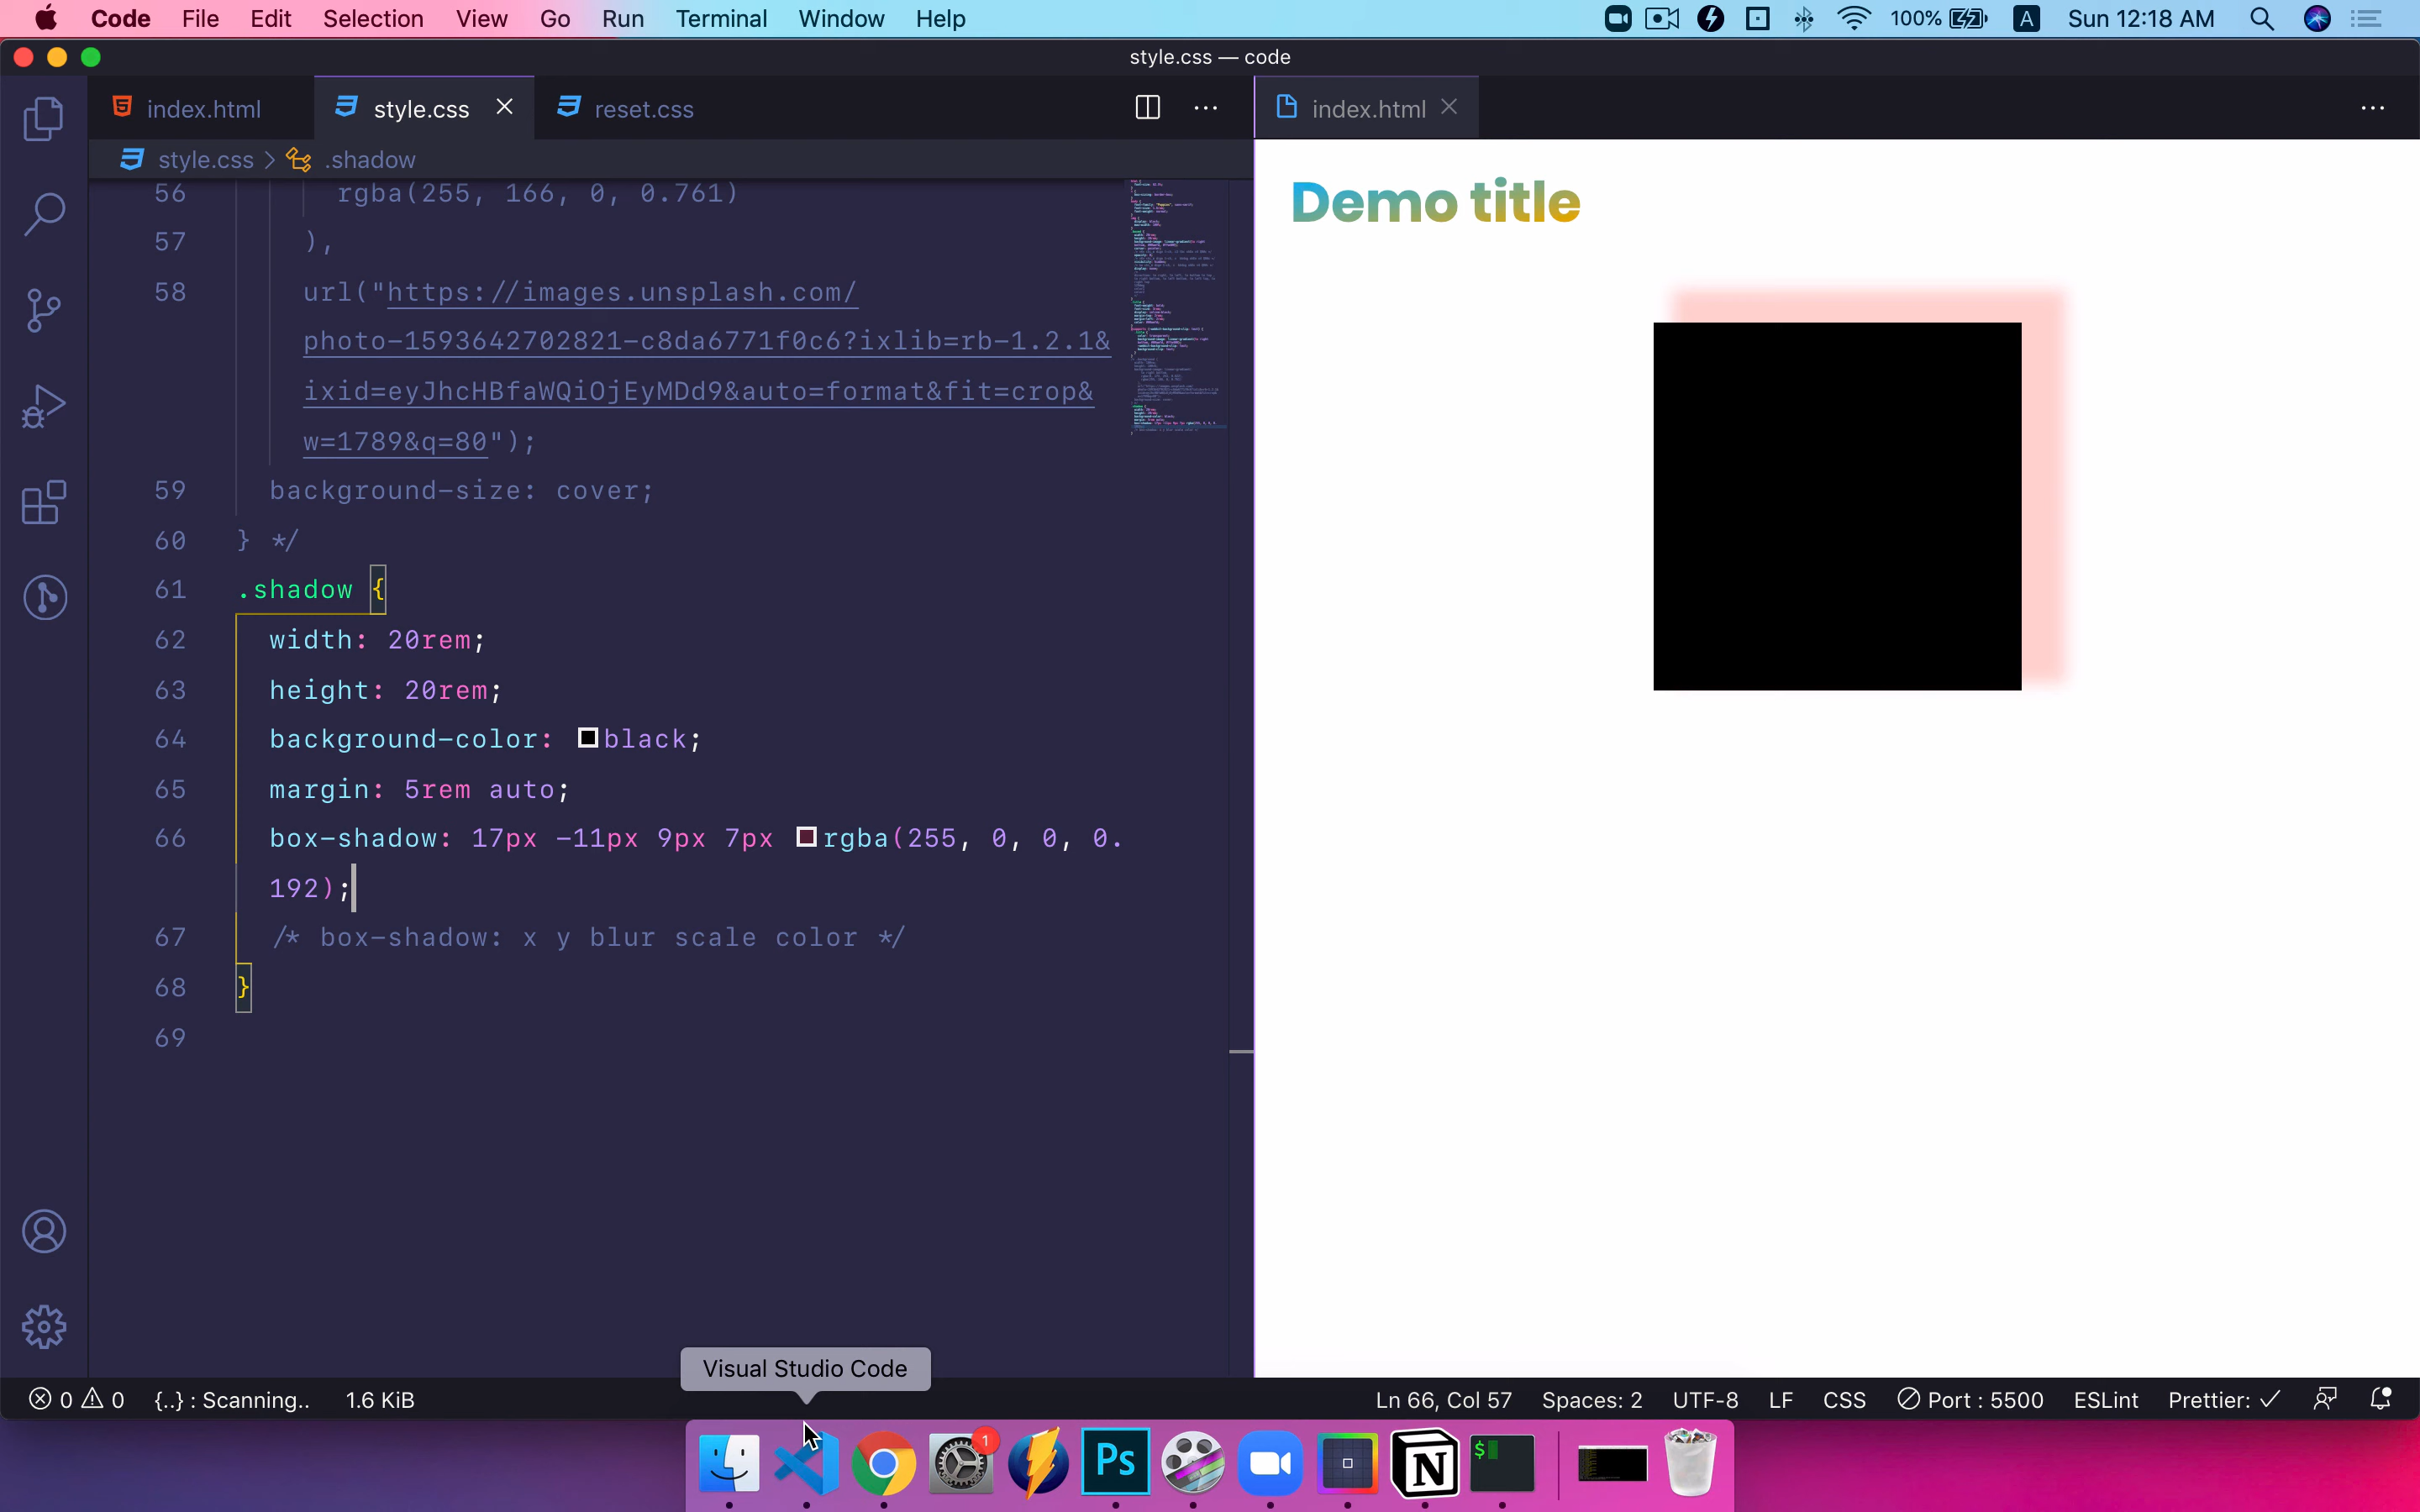 Code File Edit Selection View Go Run Terminal Window Help 100% A Sun 12:18 AM
style.css — code
index.html style.css reset.css index.html
style.css > .shadow
56 rgba(255, 166, 0, 0.761)
57 ),
58 url("https://images.unsplash.com/
photo-1593642702821-c8da6771f0c6?ixlib=rb-1.2.1&
ixid=eyJhcHBfaWQiOjEyMDd9&auto=format&fit=crop&
w=1789&q=80");
59 background-size: cover;
60 } */
61 .shadow {
62 width: 20rem;
63 height: 20rem;
64 background-color: black;
65 margin: 5rem auto;
66 box-shadow: 17px -11px 9px 7px rgba(255, 0, 0, 0.
192);
67 /* box-shadow: x y blur scale color */
68 }
69
Demo title
Visual Studio Code
0 0 {..} : Scanning.. 1.6 KiB Ln 66, Col 57 Spaces: 2 UTF-8 LF CSS Port : 5500 ESLint Prettier: ✓
1 Ps N $